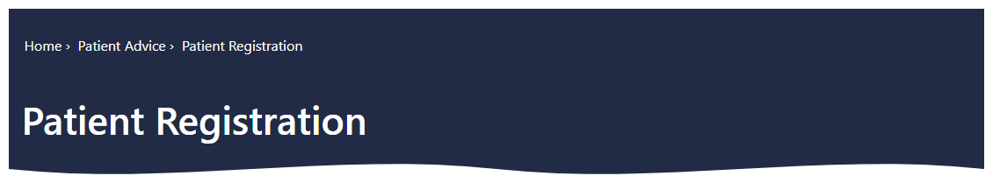 Home › Patient Advice › Patient Registration
Patient Registration